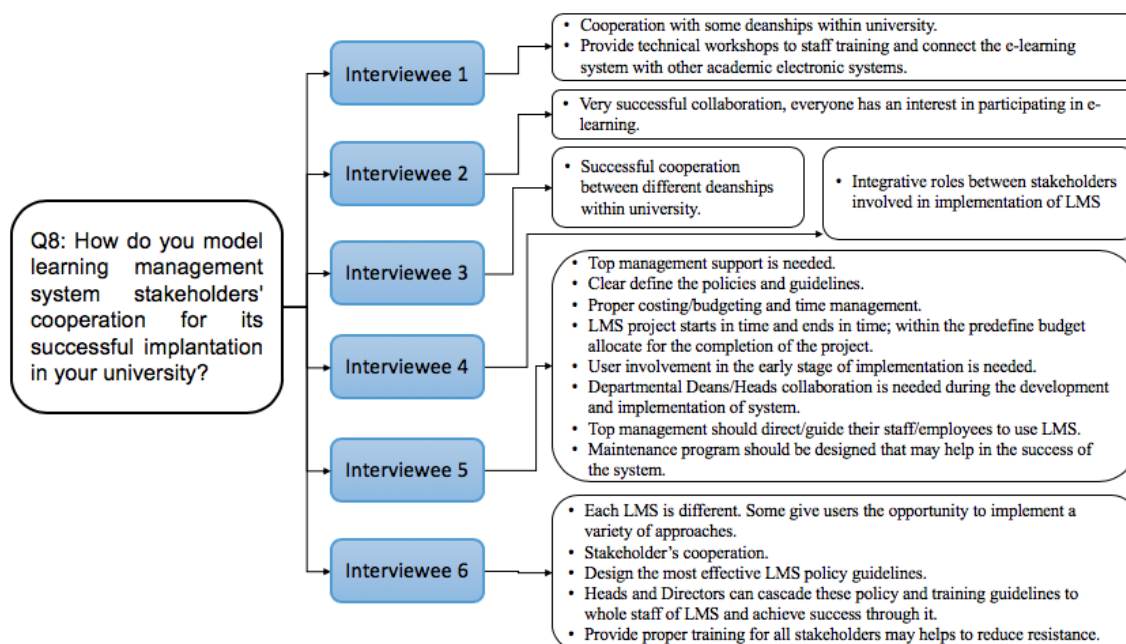 Q8: How do you model
learning management
system stakeholders'
cooperation for its
successful implantation
in your university?
Interviewee 1
• Cooperation with some deanships within university.
• Provide technical workshops to staff training and connect the e-learning
system with other academic electronic systems.
Interviewee 2
• Very successful collaboration, everyone has an interest in participating in e-
learning.
Interviewee 3
• Successful cooperation
between different deanships
within university.
Interviewee 4
• Integrative roles between stakeholders
involved in implementation of LMS
Interviewee 5
• Top management support is needed.
• Clear define the policies and guidelines.
• Proper costing/budgeting and time management.
• LMS project starts in time and ends in time; within the predefine budget
allocate for the completion of the project.
• User involvement in the early stage of implementation is needed.
• Departmental Deans/Heads collaboration is needed during the development
and implementation of system.
• Top management should direct/guide their staff/employees to use LMS.
• Maintenance program should be designed that may help in the success of
the system.
Interviewee 6
• Each LMS is different. Some give users the opportunity to implement a
variety of approaches.
• Stakeholder's cooperation.
• Design the most effective LMS policy guidelines.
• Heads and Directors can cascade these policy and training guidelines to
whole staff of LMS and achieve success through it.
• Provide proper training for all stakeholders may helps to reduce resistance.